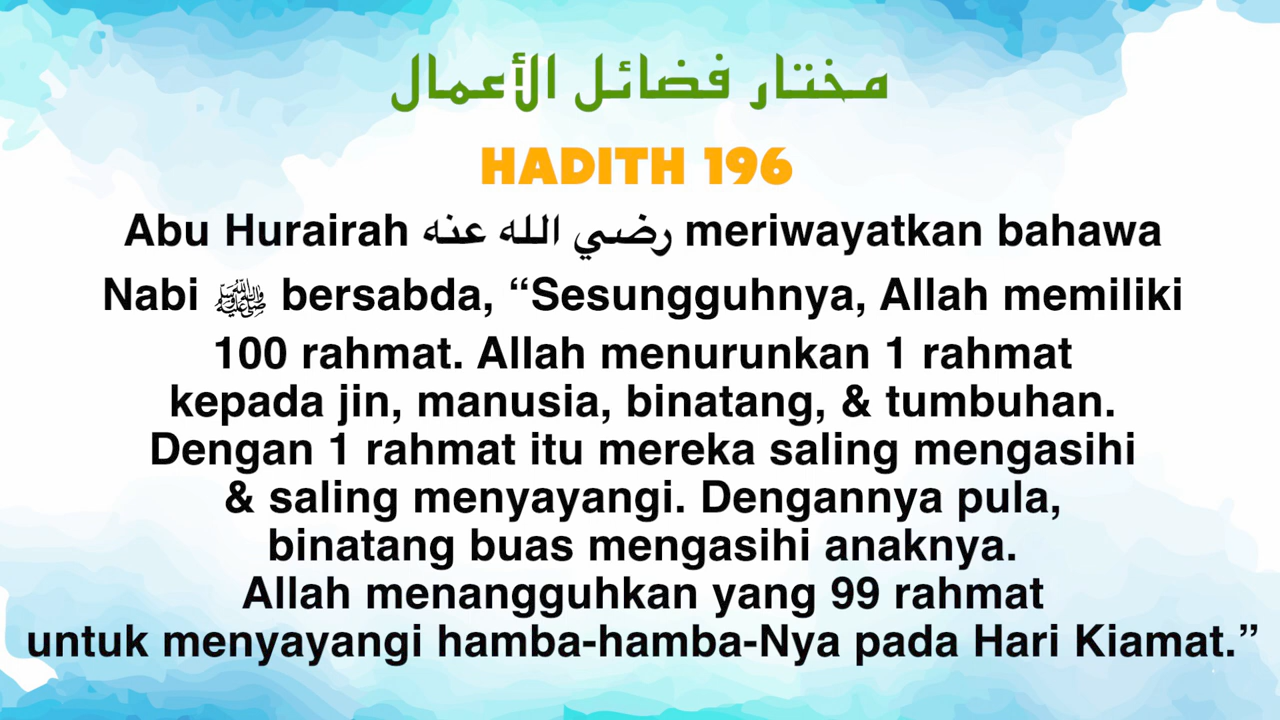 مختار فضائل الأعمال
HADITH 196
Abu Hurairah رضي الله عنه meriwayatkan bahawa
Nabi ﷺ bersabda, “Sesungguhnya, Allah memiliki
100 rahmat. Allah menurunkan 1 rahmat
kepada jin, manusia, binatang, & tumbuhan.
Dengan 1 rahmat itu mereka saling mengasihi
& saling menyayangi. Dengannya pula,
binatang buas mengasihi anaknya.
Allah menangguhkan yang 99 rahmat
untuk menyayangi hamba-hamba-Nya pada Hari Kiamat.”